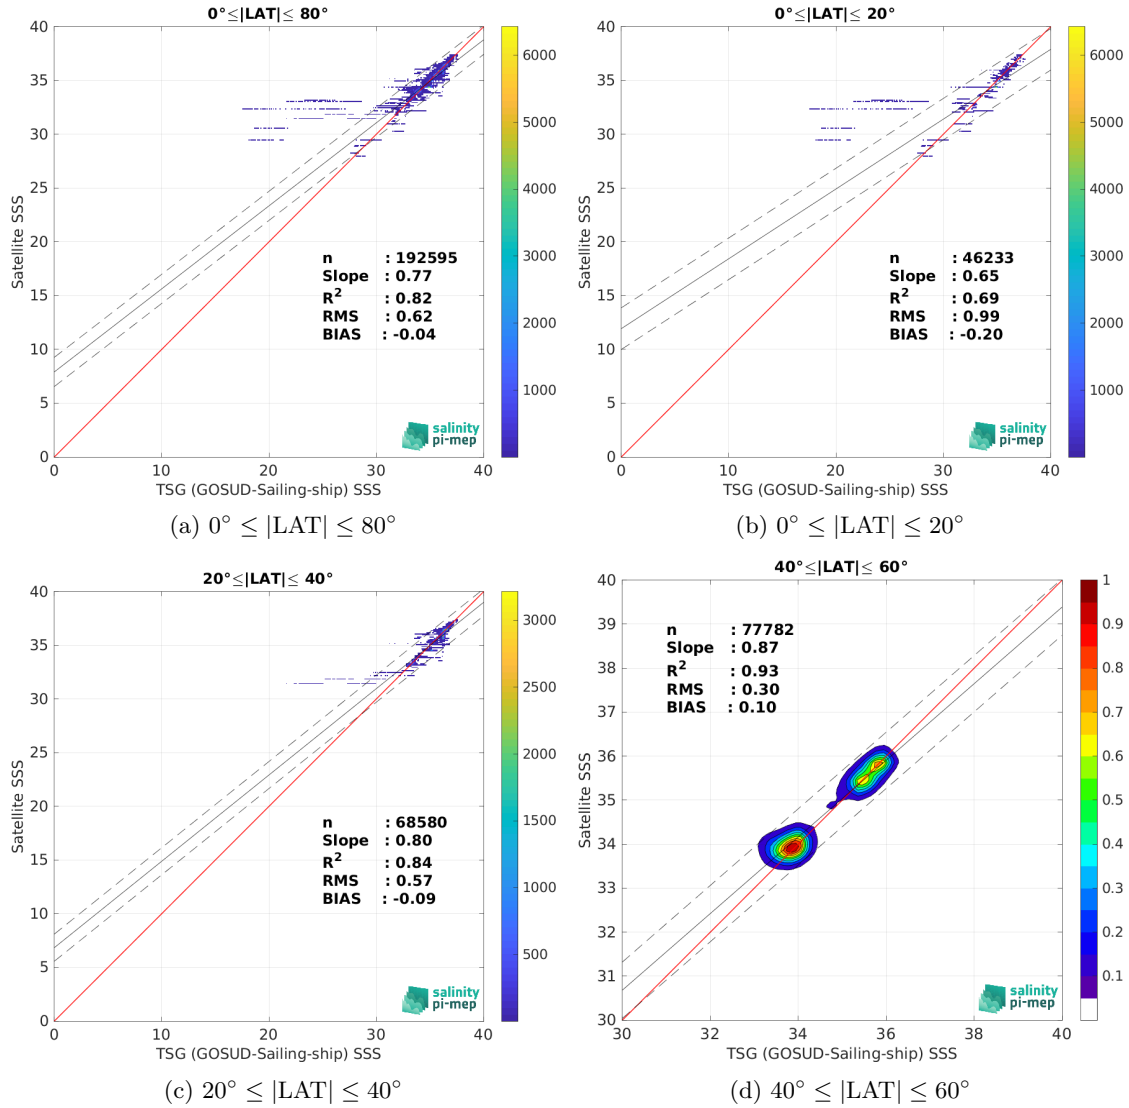 0°≤|LAT|≤ 80°
40
35
30
25
20
15
10
5
0
Satellite SSS
n : 192595
Slope : 0.77
R² : 0.82
RMS : 0.62
BIAS : -0.04
salinity
pi-mep
0 10 20 30 40
TSG (GOSUD-Sailing-ship) SSS
6000
5000
4000
3000
2000
1000
(a) 0° ≤ |LAT| ≤ 80°
0°≤|LAT|≤ 20°
40
35
30
25
20
15
10
5
0
Satellite SSS
n : 46233
Slope : 0.65
R² : 0.69
RMS : 0.99
BIAS : -0.20
salinity
pi-mep
0 10 20 30 40
TSG (GOSUD-Sailing-ship) SSS
6000
5000
4000
3000
2000
1000
(b) 0° ≤ |LAT| ≤ 20°
20°≤|LAT|≤ 40°
40
35
30
25
20
15
10
5
0
Satellite SSS
n : 68580
Slope : 0.80
R² : 0.84
RMS : 0.57
BIAS : -0.09
salinity
pi-mep
0 10 20 30 40
TSG (GOSUD-Sailing-ship) SSS
3000
2500
2000
1500
1000
500
(c) 20° ≤ |LAT| ≤ 40°
40°≤|LAT|≤ 60°
40
39
38
37
36
35
34
33
32
31
30
Satellite SSS
n : 77782
Slope : 0.87
R² : 0.93
RMS : 0.30
BIAS : 0.10
salinity
pi-mep
30 32 34 36 38 40
TSG (GOSUD-Sailing-ship) SSS
1
0.9
0.8
0.7
0.6
0.5
0.4
0.3
0.2
0.1
(d) 40° ≤ |LAT| ≤ 60°